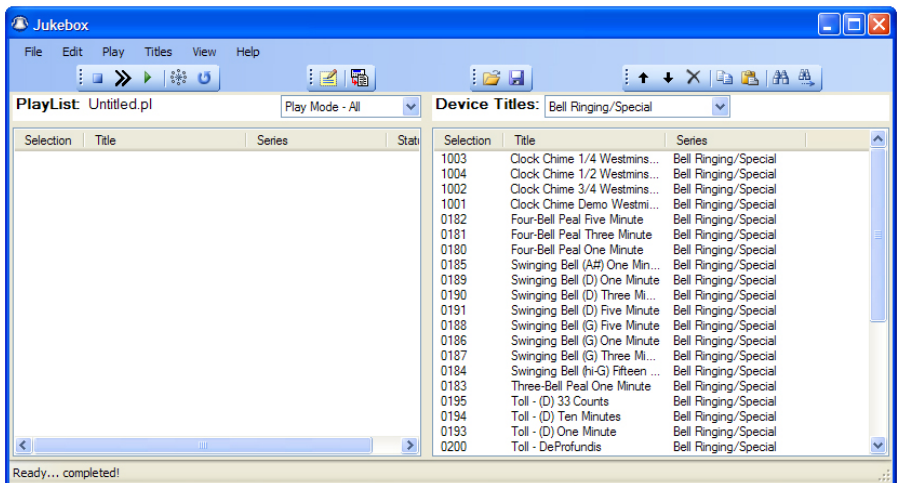 Jukebox
File Edit Play Titles View Help
PlayList: Untitled.pl Play Mode - All Device Titles: Bell Ringing/Special
Selection Title Series Stat Selection Title Series
1003 Clock Chime 1/4 Westmins... Bell Ringing/Special
1004 Clock Chime 1/2 Westmins... Bell Ringing/Special
1002 Clock Chime 3/4 Westmins... Bell Ringing/Special
1001 Clock Chime Demo Westmi... Bell Ringing/Special
0182 Four-Bell Peal Five Minute Bell Ringing/Special
0181 Four-Bell Peal Three Minute Bell Ringing/Special
0180 Four-Bell Peal One Minute Bell Ringing/Special
0185 Swinging Bell (A#) One Min... Bell Ringing/Special
0189 Swinging Bell (D) One Minute Bell Ringing/Special
0190 Swinging Bell (D) Three Mi... Bell Ringing/Special
0191 Swinging Bell (D) Five Minute Bell Ringing/Special
0188 Swinging Bell (G) Five Minute Bell Ringing/Special
0186 Swinging Bell (G) One Minute Bell Ringing/Special
0187 Swinging Bell (G) Three Mi... Bell Ringing/Special
0184 Swinging Bell (hi-G) Fifteen ... Bell Ringing/Special
0183 Three-Bell Peal One Minute Bell Ringing/Special
0195 Toll - (D) 33 Counts Bell Ringing/Special
0194 Toll - (D) Ten Minutes Bell Ringing/Special
0193 Toll - (D) One Minute Bell Ringing/Special
0200 Toll - DeProfundis Bell Ringing/Special
Ready... completed!